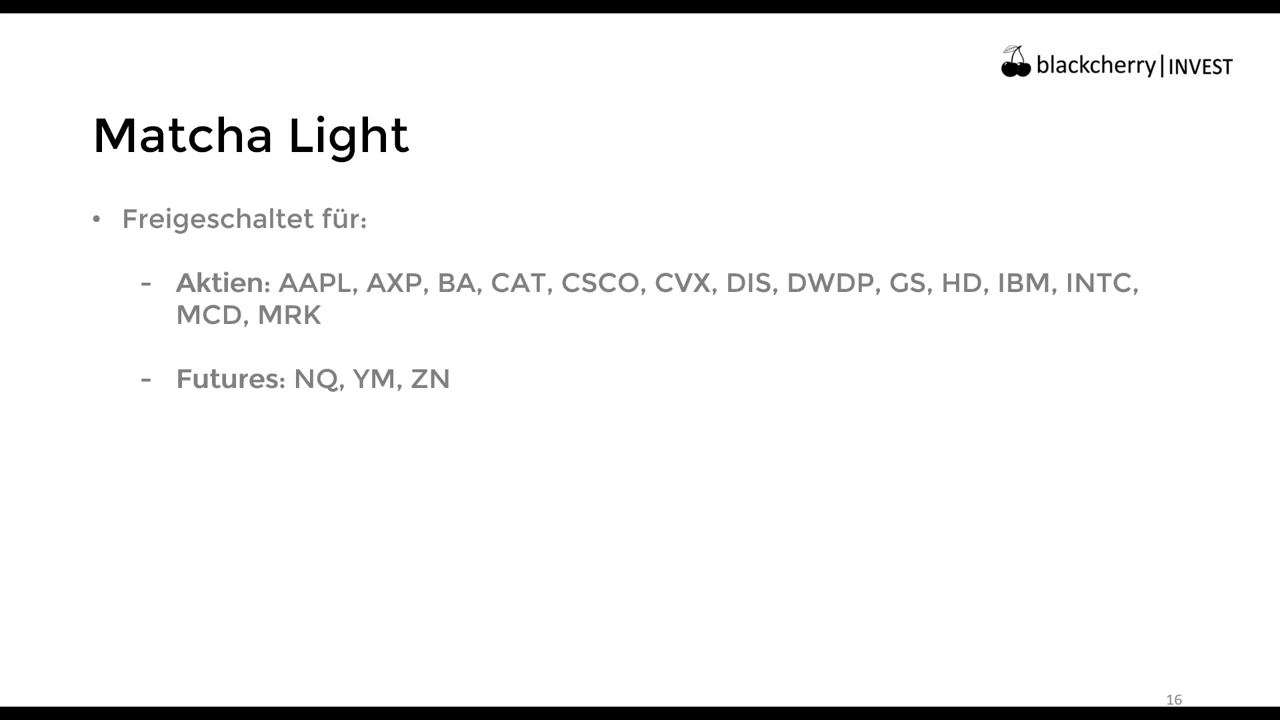 blackcherry|INVEST
Matcha Light
• Freigeschaltet für:
- Aktien: AAPL, AXP, BA, CAT, CSCO, CVX, DIS, DWDP, GS, HD, IBM, INTC,
MCD, MRK
- Futures: NQ, YM, ZN
16